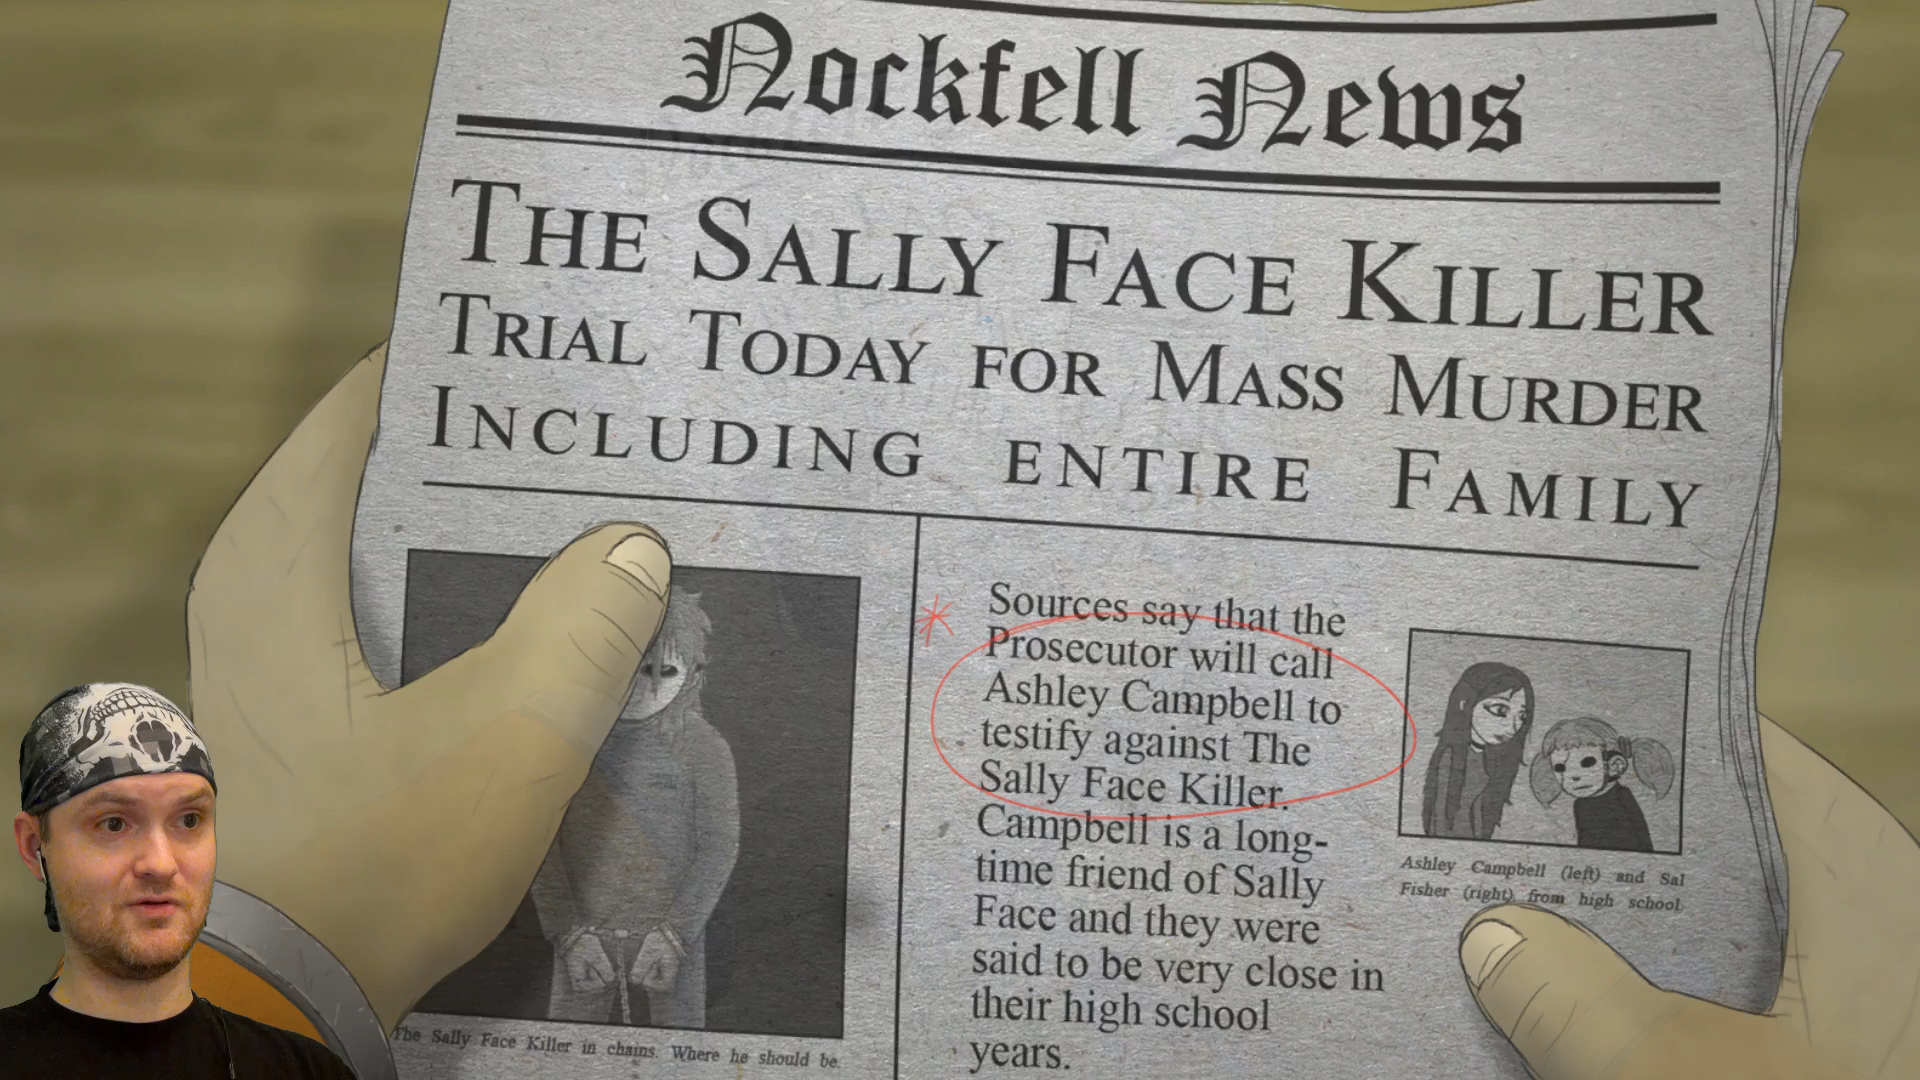 Nockfell News
THE SALLY FACE KILLER
TRIAL TODAY FOR MASS MURDER
INCLUDING ENTIRE FAMILY
The Sally Face Killer in chains. Where he should be.
* Sources say that the
Prosecutor will call
Ashley Campbell to
testify against The
Sally Face Killer.
Campbell is a long-
time friend of Sally
Face and they were
said to be very close in
their high school
years.
Ashley Campbell (left) and Sal
Fisher (right) from high school.